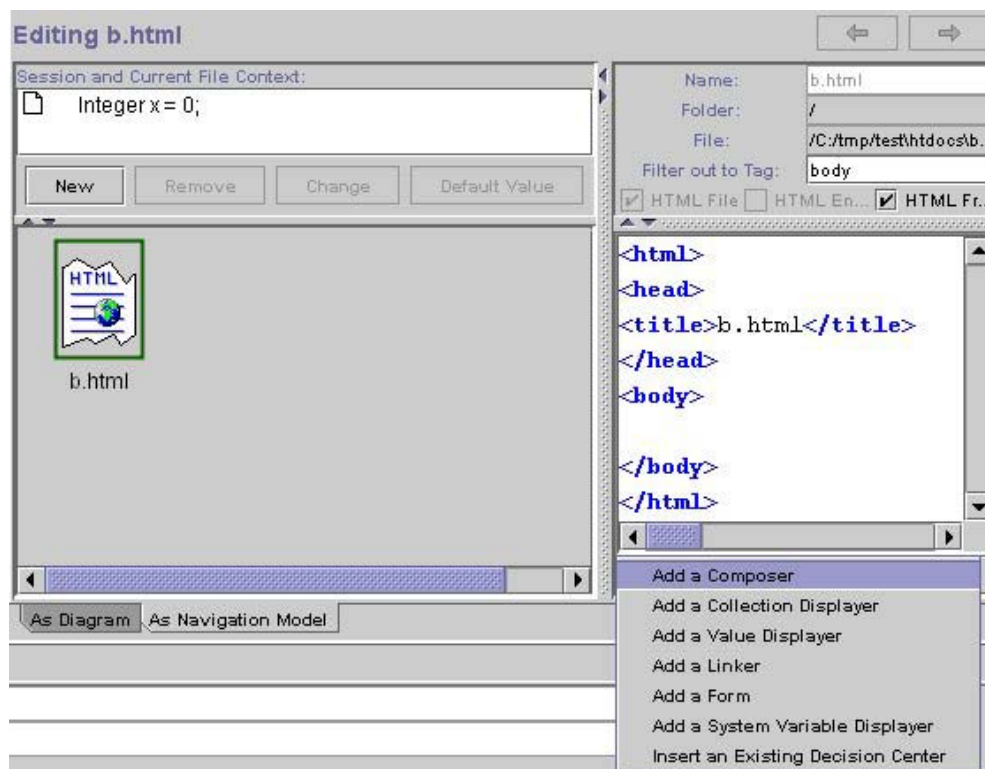 Editing b.html
Session and Current File Context:
Integer x = 0;
New Remove Change Default Value
HTML
b.html
As Diagram As Navigation Model
Name: b.html
Folder: /
File: /C:/tmp/test\htdocs\b.
Filter out to Tag: body
HTML File HTML En... HTML Fr...
<html>
<head>
<title>b.html</title>
</head>
<body>
</body>
</html>
Add a Composer
Add a Collection Displayer
Add a Value Displayer
Add a Linker
Add a Form
Add a System Variable Displayer
Insert an Existing Decision Center